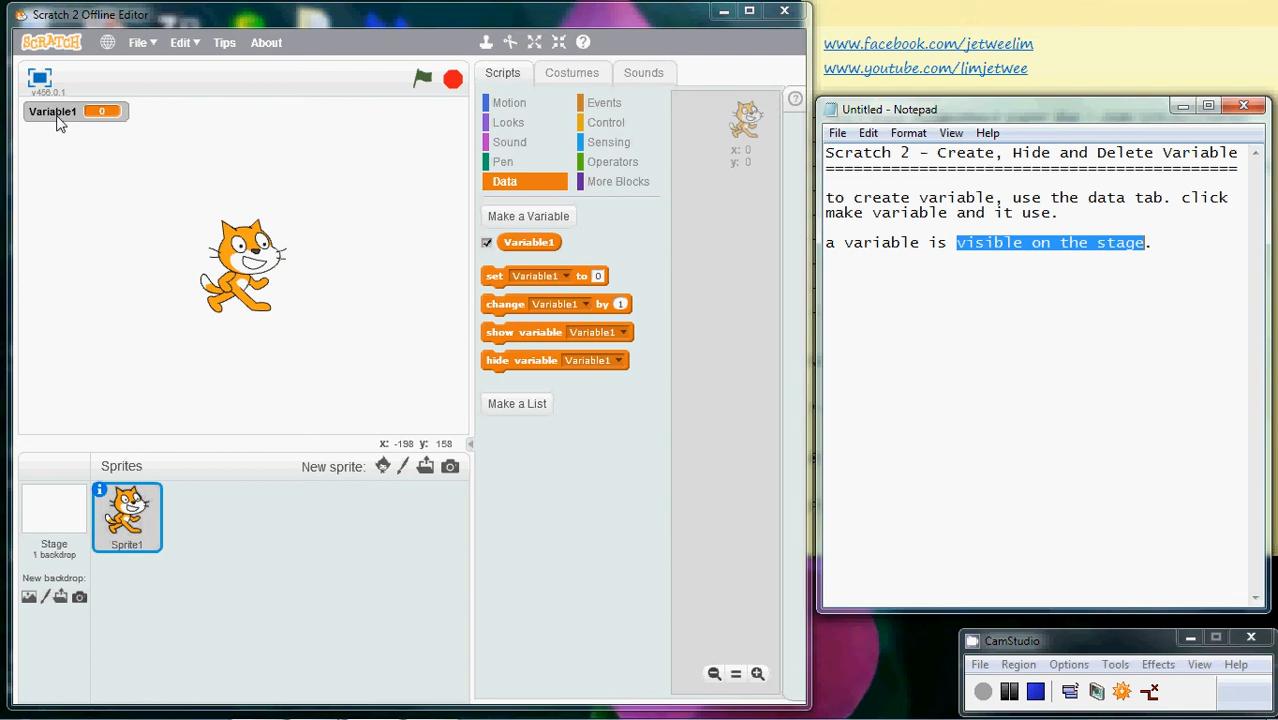 Scratch 2 Offline Editor
SCRATCH File Edit Tips About
v456.0.1
Variable1 0
x: -198 y: 158
Sprites New sprite:
Stage
1 backdrop
New backdrop:
Sprite1
Scripts Costumes Sounds
Motion Events
Looks Control
Sound Sensing
Pen Operators
Data More Blocks
Make a Variable
Variable1
set Variable1 to 0
change Variable1 by 1
show variable Variable1
hide variable Variable1
Make a List
x: 0
y: 0
www.facebook.com/jetweelim
www.youtube.com/limjetwee
Untitled - Notepad
File Edit Format View Help
Scratch 2 - Create, Hide and Delete Variable
============================================
to create variable, use the data tab. click
make variable and it use.
a variable is visible on the stage.
CamStudio
File Region Options Tools Effects View Help